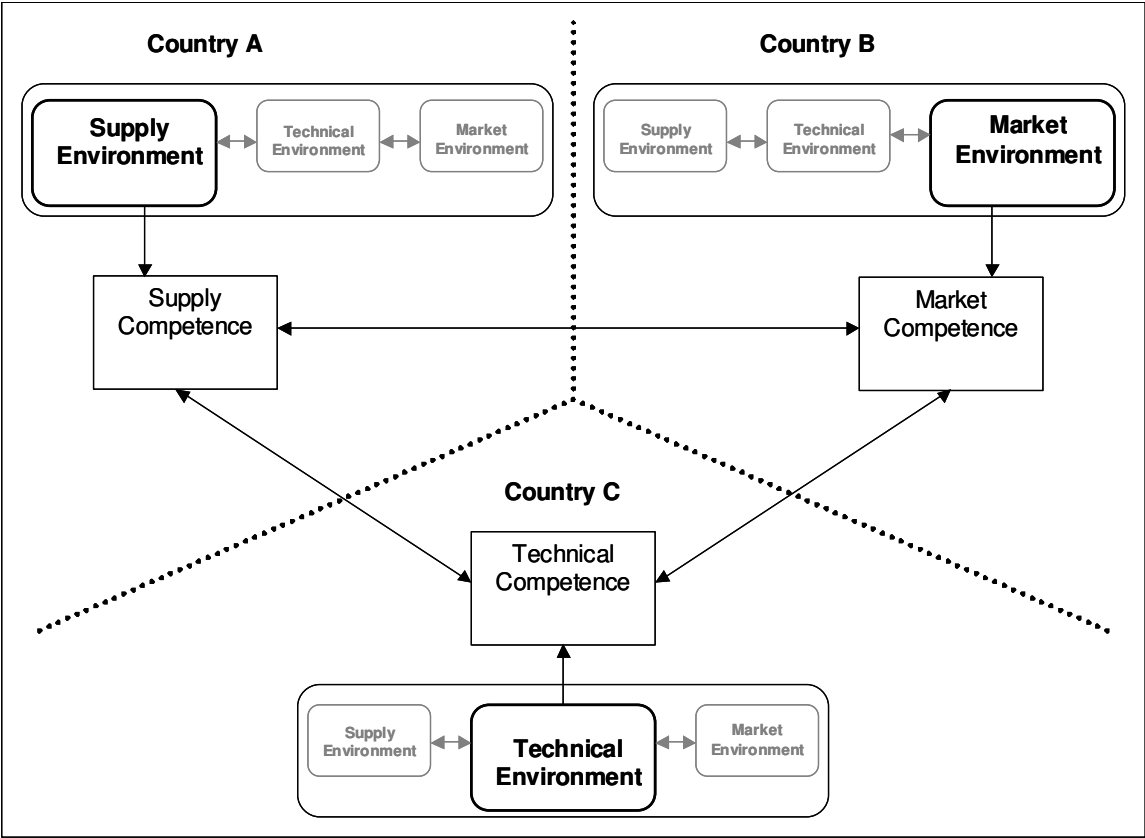 Country A
Country B
Supply
Environment
Technical
Environment
Market
Environment
Supply
Environment
Technical
Environment
Market
Environment
Supply
Competence
Market
Competence
Country C
Technical
Competence
Supply
Environment
Technical
Environment
Market
Environment